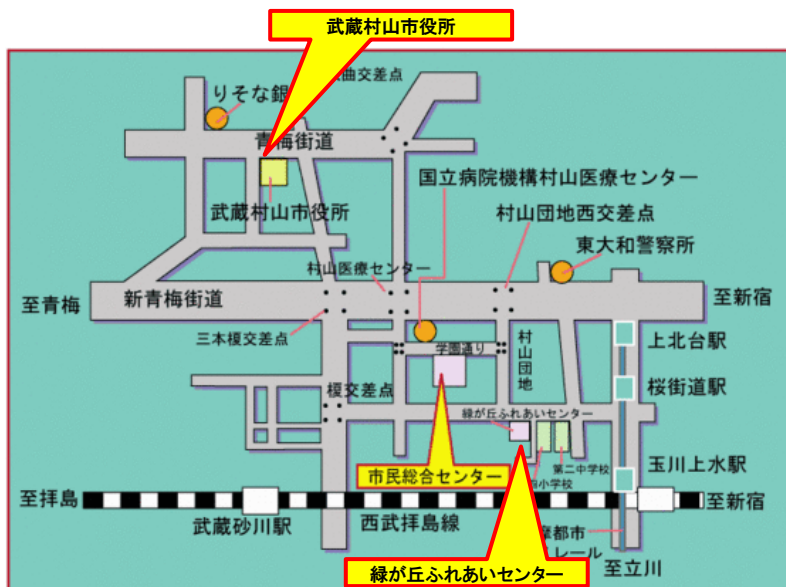 武蔵村山市役所
曲交差点
りそな銀
青梅街道
国立病院機構村山医療センター
武蔵村山市役所
村山団地西交差点
東大和警察所
村山医療センター
至青梅
新青梅街道
至新宿
三本榎交差点
学園通り
村山団地
上北台駅
榎交差点
桜街道駅
緑が丘ふれあいセンター
市民総合センター
第二中学校
小学校
玉川上水駅
至拝島
至新宿
武蔵砂川駅
西武拝島線
摩都市
レール
緑が丘ふれあいセンター
至立川